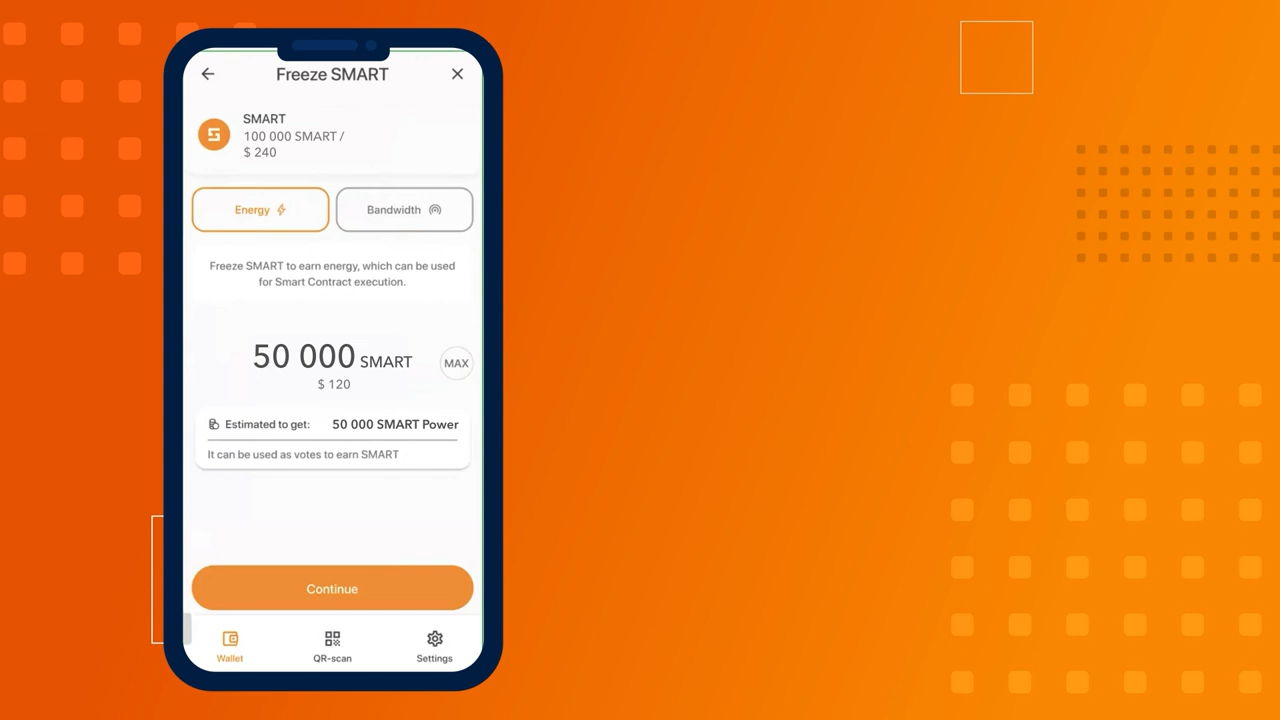 Freeze SMART
SMART
100 000 SMART /
$ 240
Energy
Bandwidth
Freeze SMART to earn energy, which can be used
for Smart Contract execution.
50 000 SMART
MAX
$ 120
Estimated to get: 50 000 SMART Power
It can be used as votes to earn SMART
Continue
Wallet
QR-scan
Settings